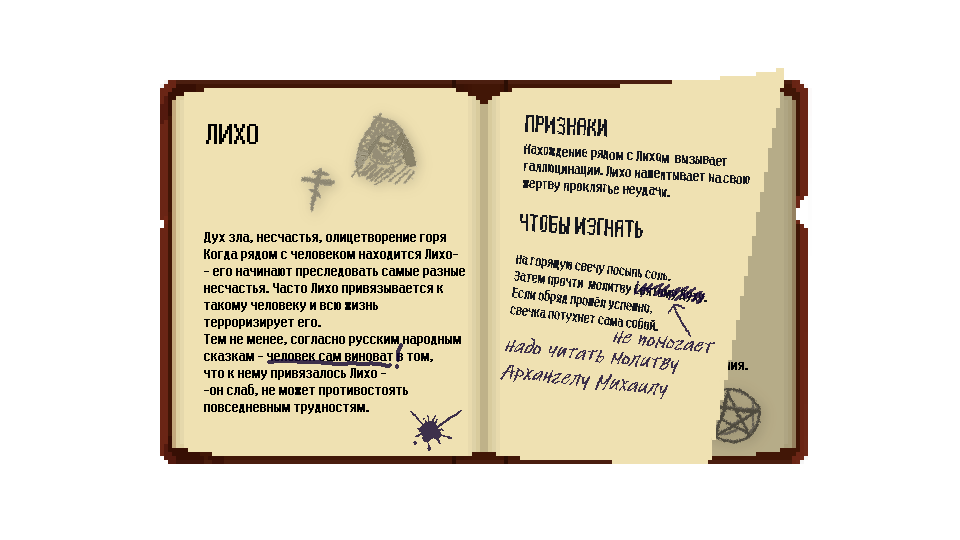 ЛИХО
Дух зла, несчастья, олицетворение горя
Когда рядом с человеком находится Лихо-
- его начинают преследовать самые разные
несчастья. Часто Лихо привязывается к
такому человеку и всю жизнь
терроризирует его.
Тем не менее, согласно русским народным
сказкам - человек сам виноват в том,
что к нему привязалось Лихо -
-он слаб, не может противостоять
повседневным трудностям.
ПРИЗНАКИ
Нахождение рядом с Лихом вызывает
галлюцинации. Лихо нашептывает на свою
жертву проклятье неудачи.
ЧТОБЫ ИЗГНАТЬ
На горящую свечу посыпь соль.
Затем прочти молитву
Если обряд прошёл успешно,
свечка потухнет сама собой.
Не помогает
надо читать молитву
Архангелу Михаилу
ия.